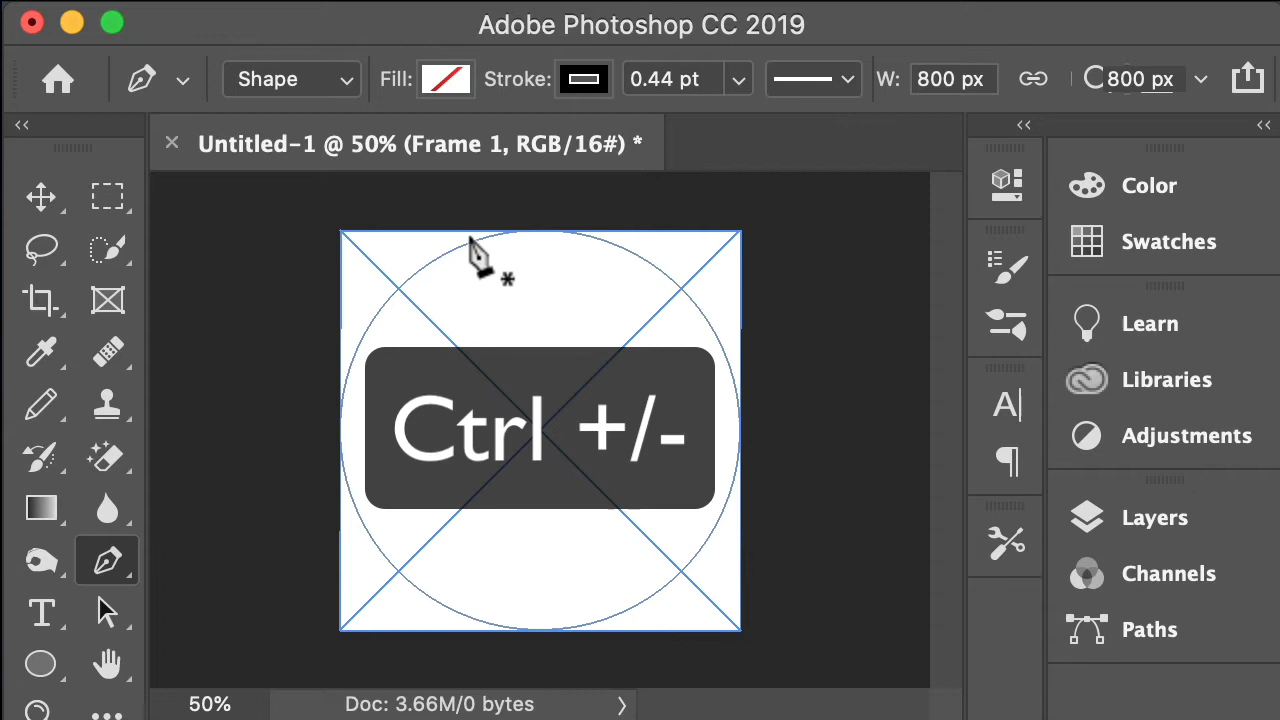 Adobe Photoshop CC 2019
Shape Fill: Stroke: 0.44 pt W: 800 px 800 px
Untitled-1 @ 50% (Frame 1, RGB/16#) *
Color
Swatches
Learn
Libraries
Adjustments
Layers
Channels
Paths
Ctrl +/-
50% Doc: 3.66M/0 bytes